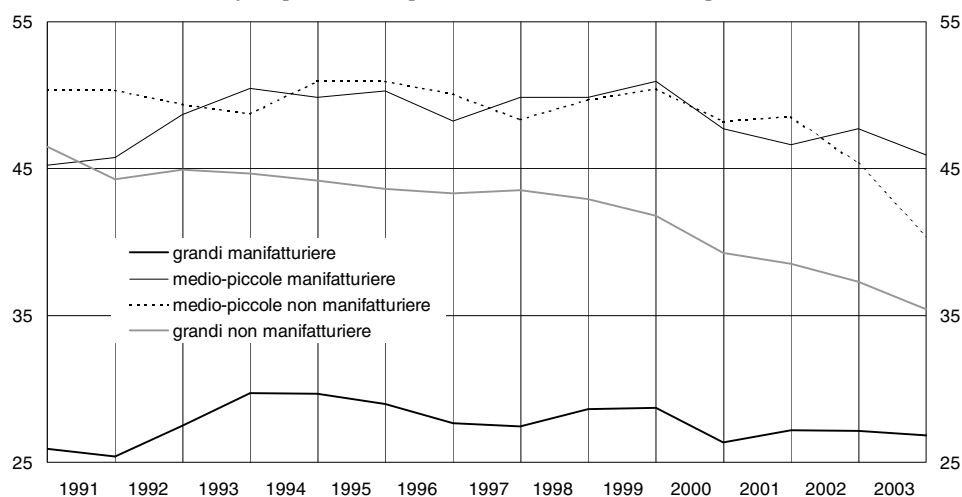 55 55
45 45
grandi manifatturiere
medio-piccole manifatturiere
medio-piccole non manifatturiere
35 35
grandi non manifatturiere
25 25
1991 1992 1993 1994 1995 1996 1997 1998 1999 2000 2001 2002 2003